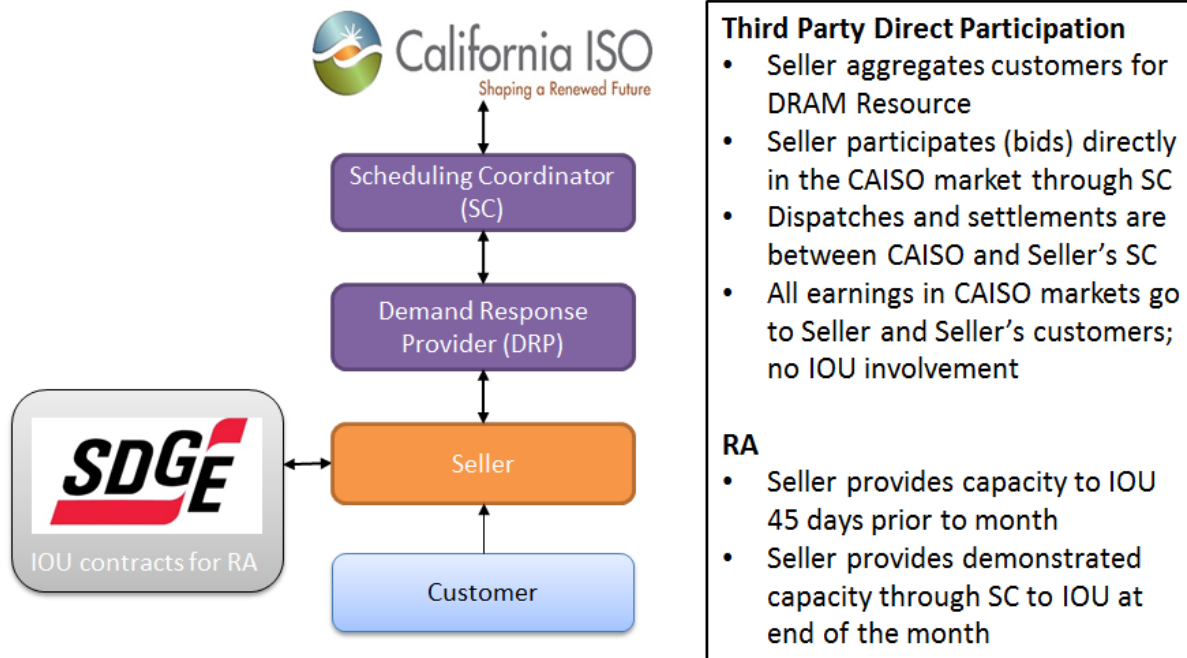 California ISO
Shaping a Renewed Future
Scheduling Coordinator
(SC)
Demand Response
Provider (DRP)
SDGE
IOU contracts for RA
Seller
Customer
Third Party Direct Participation
• Seller aggregates customers for
DRAM Resource
• Seller participates (bids) directly
in the CAISO market through SC
• Dispatches and settlements are
between CAISO and Seller's SC
• All earnings in CAISO markets go
to Seller and Seller's customers;
no IOU involvement
RA
• Seller provides capacity to IOU
45 days prior to month
• Seller provides demonstrated
capacity through SC to IOU at
end of the month